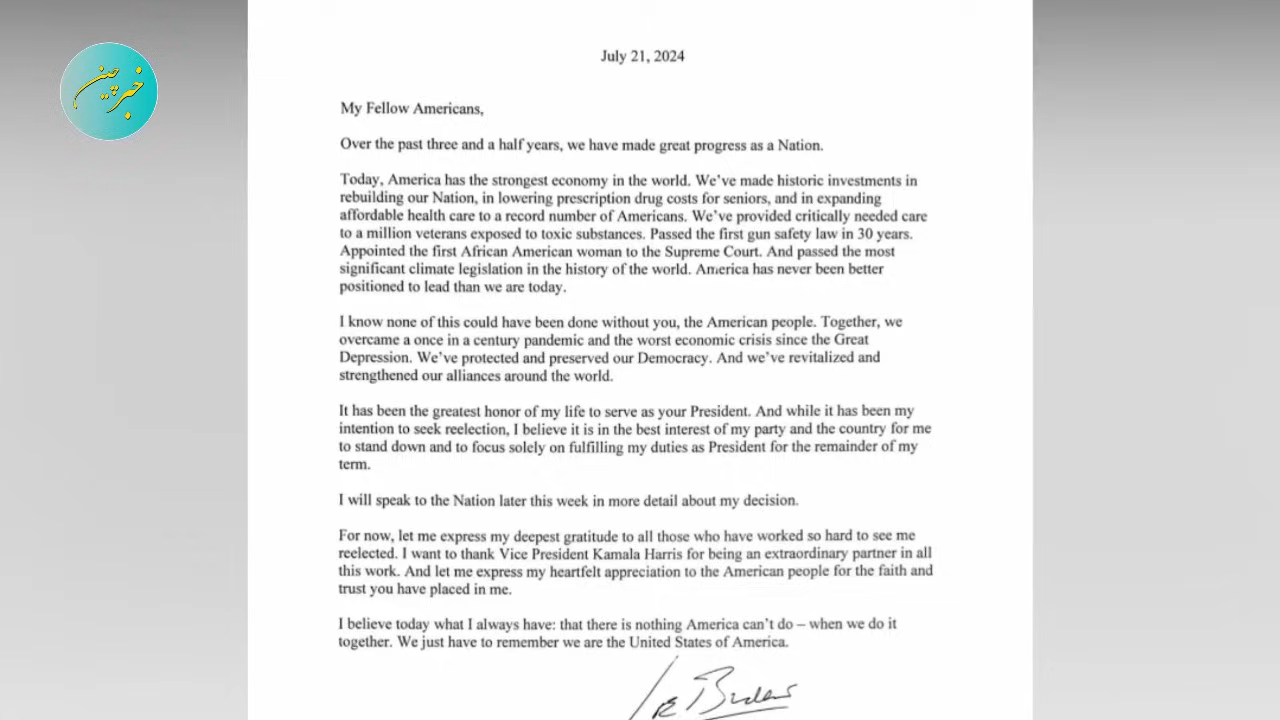 خبرچین
July 21, 2024
My Fellow Americans,
Over the past three and a half years, we have made great progress as a Nation.
Today, America has the strongest economy in the world. We've made historic investments in
rebuilding our Nation, in lowering prescription drug costs for seniors, and in expanding
affordable health care to a record number of Americans. We've provided critically needed care
to a million veterans exposed to toxic substances. Passed the first gun safety law in 30 years.
Appointed the first African American woman to the Supreme Court. And passed the most
significant climate legislation in the history of the world. America has never been better
positioned to lead than we are today.
I know none of this could have been done without you, the American people. Together, we
overcame a once in a century pandemic and the worst economic crisis since the Great
Depression. We've protected and preserved our Democracy. And we've revitalized and
strengthened our alliances around the world.
It has been the greatest honor of my life to serve as your President. And while it has been my
intention to seek reelection, I believe it is in the best interest of my party and the country for me
to stand down and to focus solely on fulfilling my duties as President for the remainder of my
term.
I will speak to the Nation later this week in more detail about my decision.
For now, let me express my deepest gratitude to all those who have worked so hard to see me
reelected. I want to thank Vice President Kamala Harris for being an extraordinary partner in all
this work. And let me express my heartfelt appreciation to the American people for the faith and
trust you have placed in me.
I believe today what I always have: that there is nothing America can't do – when we do it
together. We just have to remember we are the United States of America.
Joe Biden